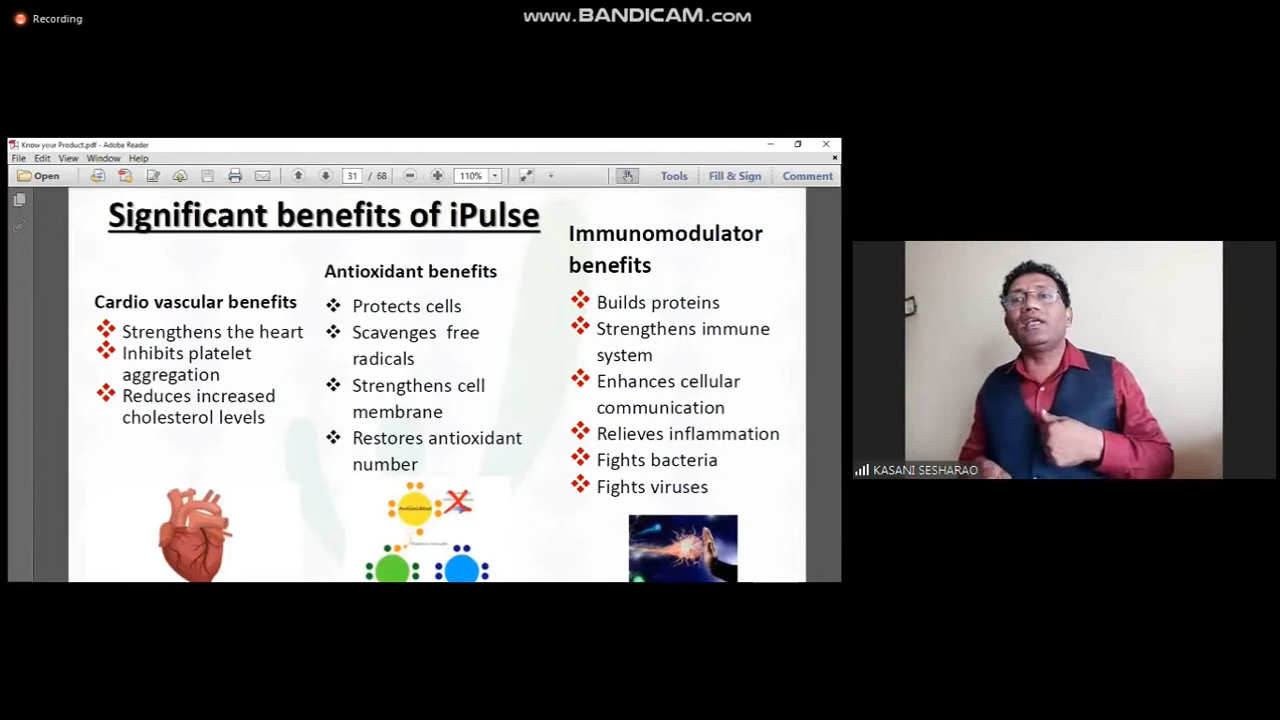 Recording
www.BANDICAM.com
Know your Product.pdf - Adobe Reader
File Edit View Window Help
Open 31 / 68 110% Tools Fill & Sign Comment
Significant benefits of iPulse
Cardio vascular benefits
Strengthens the heart
Inhibits platelet
aggregation
Reduces increased
cholesterol levels
Antioxidant benefits
Protects cells
Scavenges free
radicals
Strengthens cell
membrane
Restores antioxidant
number
Antioxidant
Immunomodulator
benefits
Builds proteins
Strengthens immune
system
Enhances cellular
communication
Relieves inflammation
Fights bacteria
Fights viruses
KASANI SESHARAO